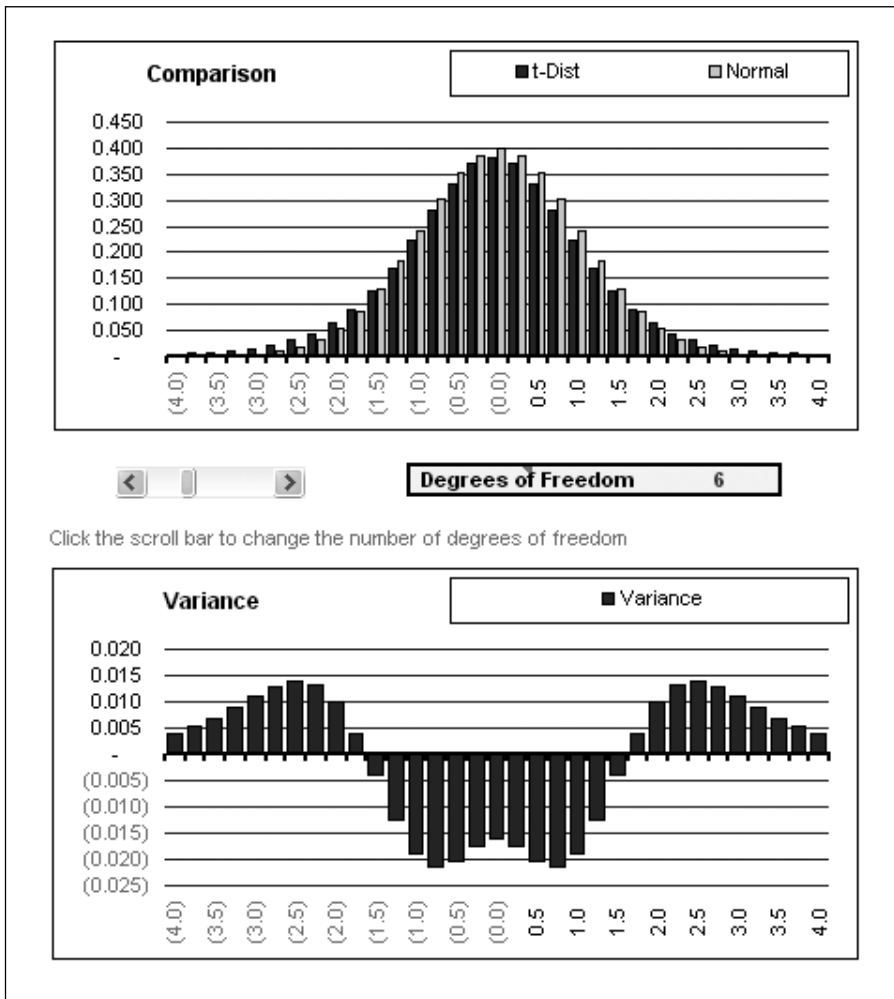 Comparison
t-Dist Normal
0.450
0.400
0.350
0.300
0.250
0.200
0.150
0.100
0.050
-
(4.0) (3.5) (3.0) (2.5) (2.0) (1.5) (1.0) (0.5) (0.0) 0.5 1.0 1.5 2.0 2.5 3.0 3.5 4.0
Degrees of Freedom 6
Click the scroll bar to change the number of degrees of freedom
Variance
Variance
0.020
0.015
0.010
0.005
-
(0.005)
(0.010)
(0.015)
(0.020)
(0.025)
(4.0) (3.5) (3.0) (2.5) (2.0) (1.5) (1.0) (0.5) (0.0) 0.5 1.0 1.5 2.0 2.5 3.0 3.5 4.0